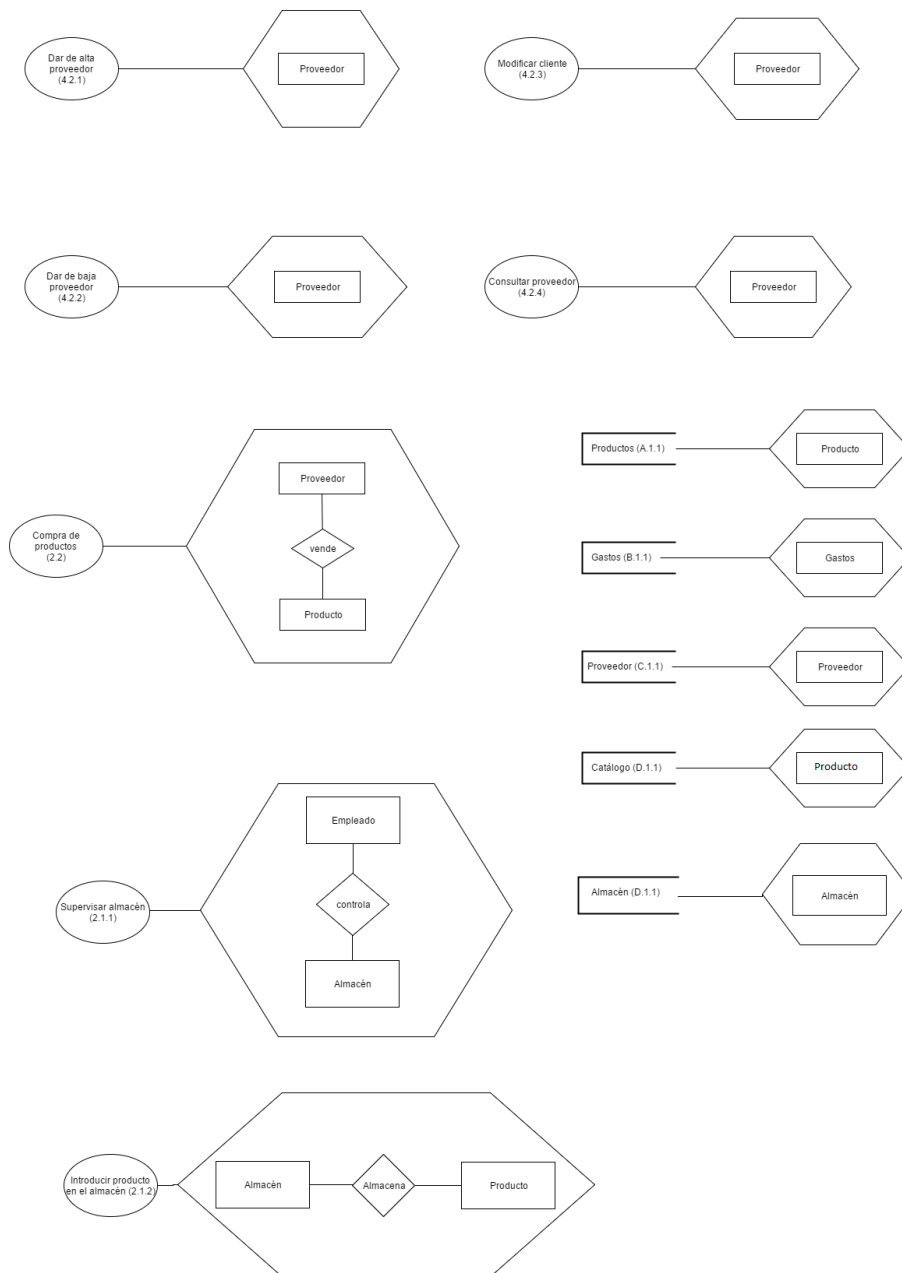 Dar de alta
proveedor
(4.2.1)
Proveedor
Modificar cliente
(4.2.3)
Proveedor
Dar de baja
proveedor
(4.2.2)
Proveedor
Consultar proveedor
(4.2.4)
Proveedor
Compra de
productos
(2.2)
Proveedor
vende
Producto
Productos (A.1.1)
Producto
Gastos (B.1.1)
Gastos
Proveedor (C.1.1)
Proveedor
Catálogo (D.1.1)
Producto
Almacén (D.1.1)
Almacén
Supervisar almacén
(2.1.1)
Empleado
controla
Almacén
Introducir producto
en el almacén (2.1.2)
Almacén
Almacena
Producto